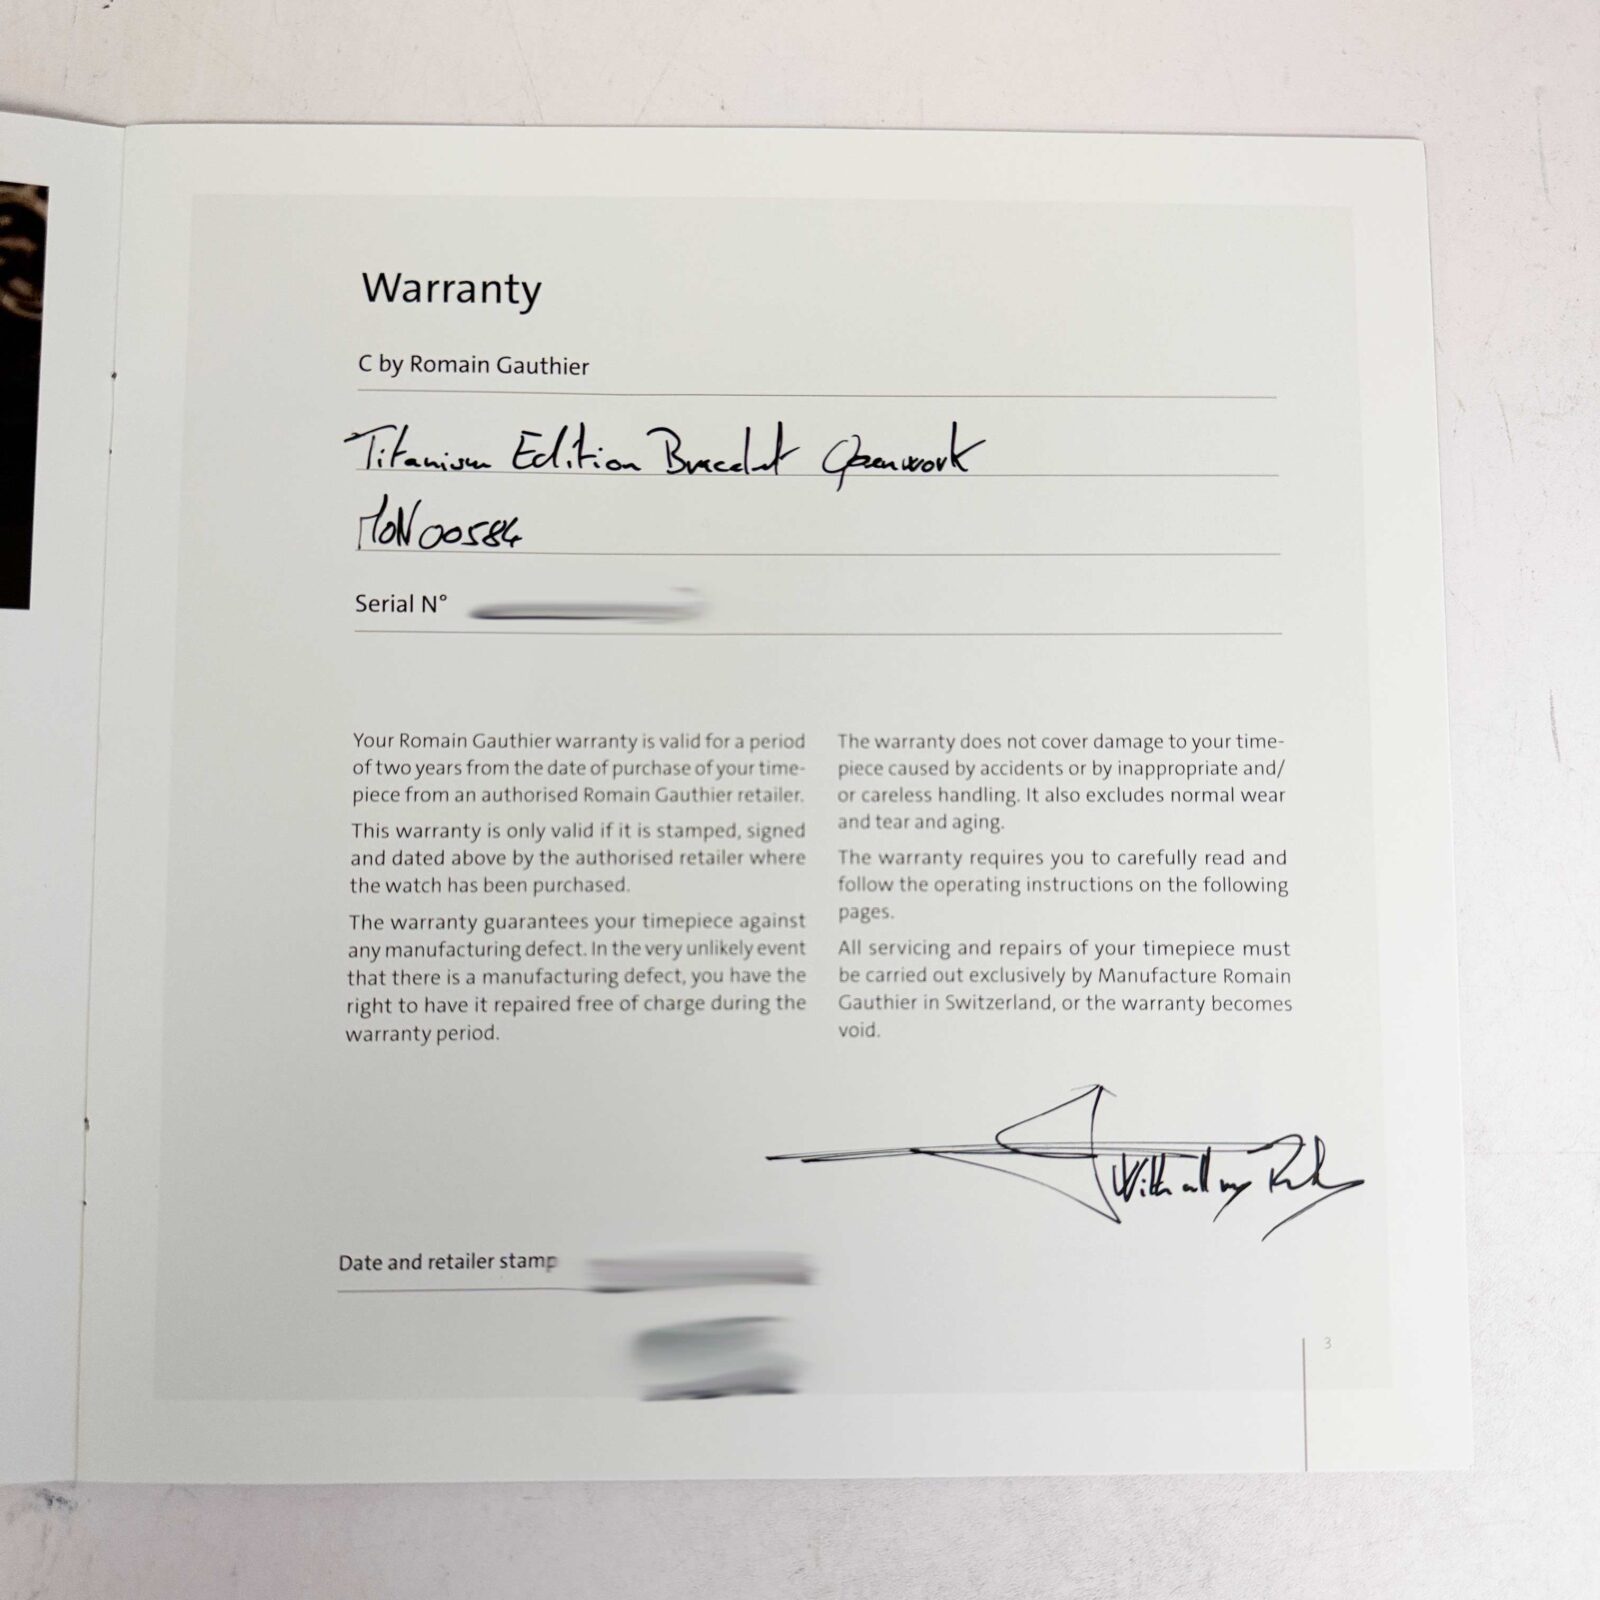 Warranty
C by Romain Gauthier
Titanium Edition Bracelet Openwork
MON00584
Serial N°
Your Romain Gauthier warranty is valid for a period
of two years from the date of purchase of your time-
piece from an authorised Romain Gauthier retailer.
This warranty is only valid if it is stamped, signed
and dated above by the authorised retailer where
the watch has been purchased.
The warranty guarantees your timepiece against
any manufacturing defect. In the very unlikely event
that there is a manufacturing defect, you have the
right to have it repaired free of charge during the
warranty period.
The warranty does not cover damage to your time-
piece caused by accidents or by inappropriate and/
or careless handling. It also excludes normal wear
and tear and aging.
The warranty requires you to carefully read and
follow the operating instructions on the following
pages.
All servicing and repairs of your timepiece must
be carried out exclusively by Manufacture Romain
Gauthier in Switzerland, or the warranty becomes
void.
With all my
Date and retailer stamp
3